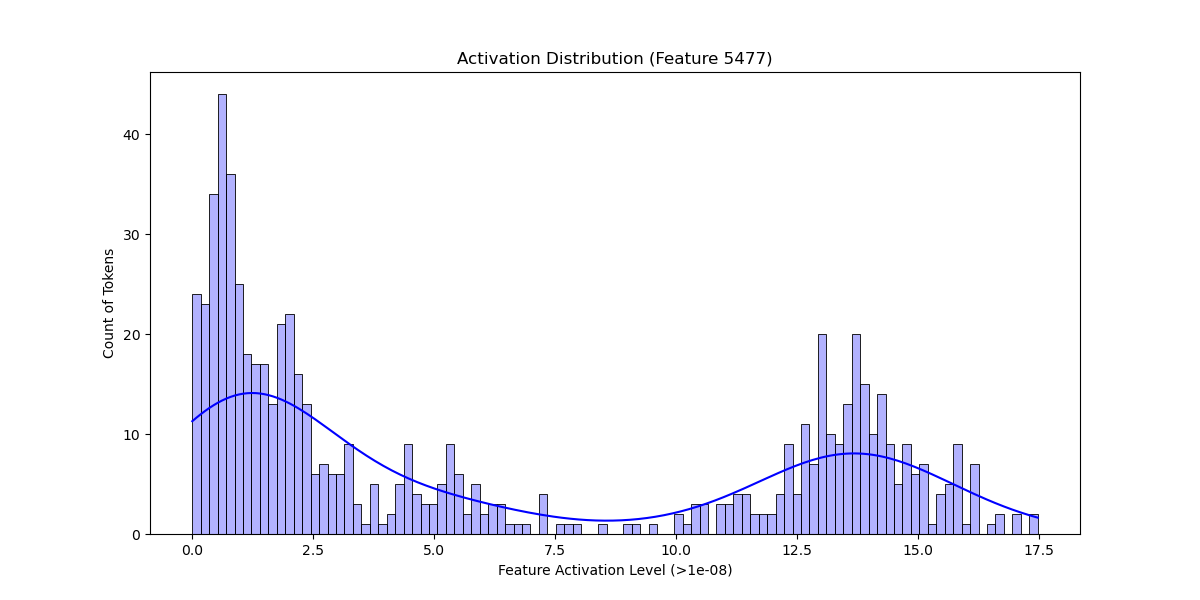 Activation Distribution (Feature 5477)
40
30
20
10
0
Count of Tokens
0.0 2.5 5.0 7.5 10.0 12.5 15.0 17.5
Feature Activation Level (>1e-08)